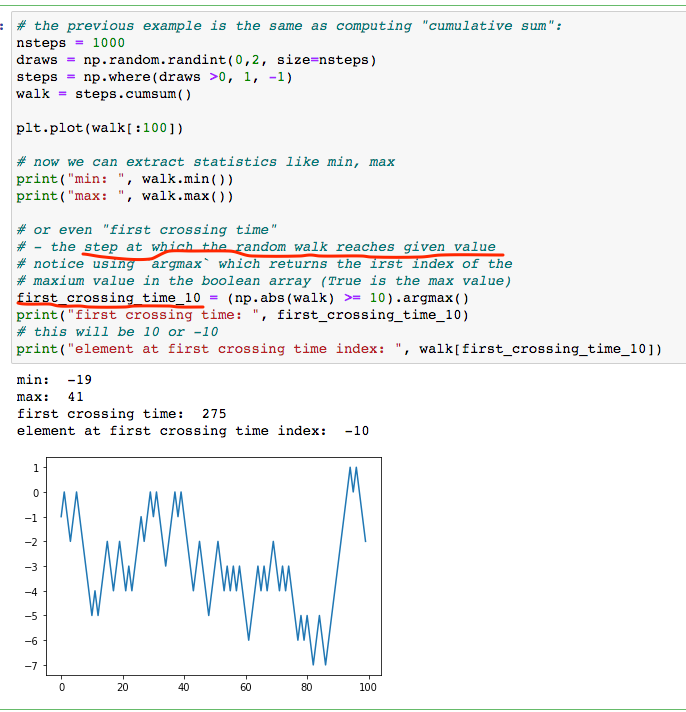 # the previous example is the same as computing "cumulative sum":
nsteps = 1000
draws = np.random.randint(0,2, size=nsteps)
steps = np.where(draws >0, 1, -1)
walk = steps.cumsum()
plt.plot(walk[:100])
# now we can extract statistics like min, max
print("min: ", walk.min())
print("max: ", walk.max())
# or even "first crossing time"
# - the step at which the random walk reaches given value
# notice using `argmax` which returns the irst index of the
# maxium value in the boolean array (True is the max value)
first_crossing_time_10 = (np.abs(walk) >= 10).argmax()
print("first crossing time: ", first_crossing_time_10)
# this will be 10 or -10
print("element at first crossing time index: ", walk[first_crossing_time_10])
min:  -19
max:  41
first crossing time:  275
element at first crossing time index:  -10
1
0
−1
−2
−3
−4
−5
−6
−7
0 20 40 60 80 100